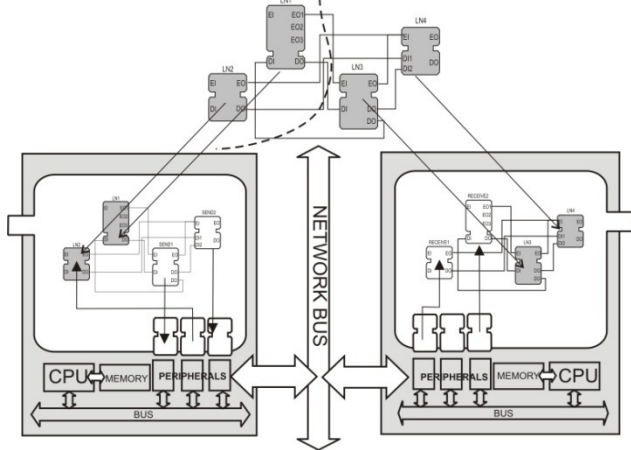 LN1
EI EO1
EO2
EO3
DI DO
LN4
EI EO
DI1
DI2 DO
LN2
EI EO
DI DO
LN3
EI EO
DI DO
DO
LN1
LN2
SEND1
SEND2
RECEIVE2
RECEIVE1
LN3
LN4
NETWORK BUS
CPU
MEMORY
PERIPHERALS
BUS
PERIPHERALS
MEMORY
CPU
BUS